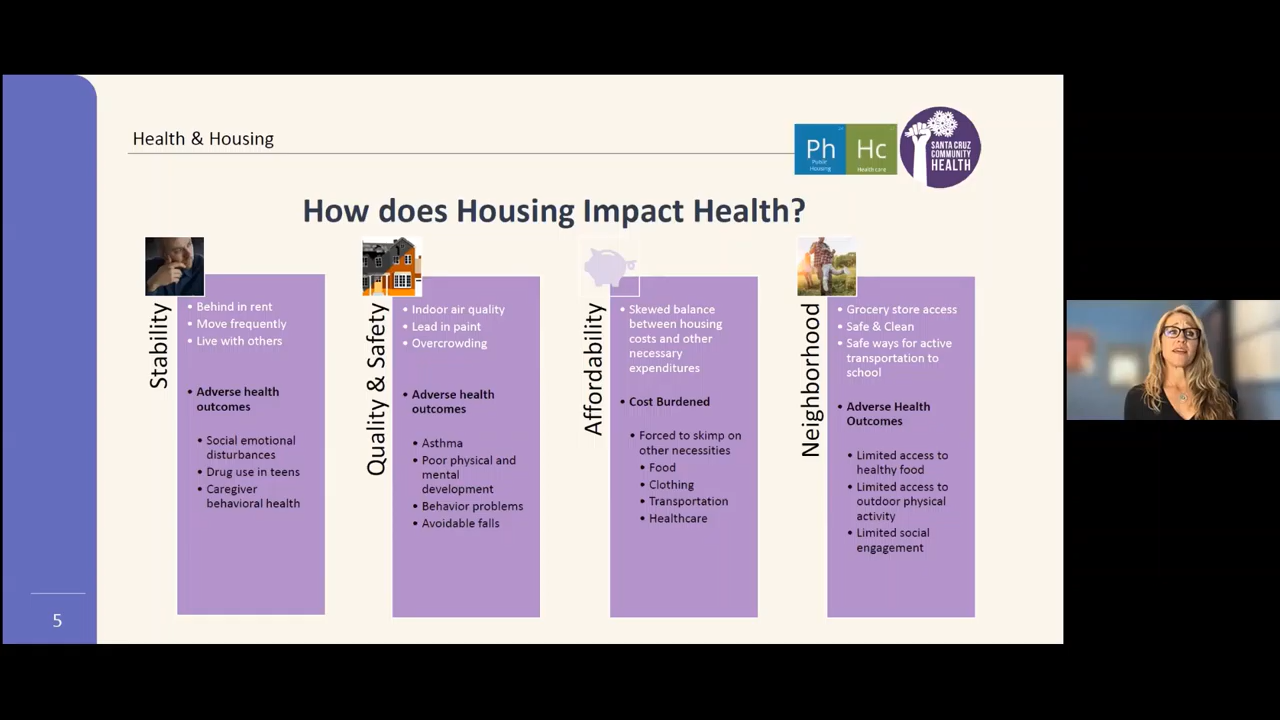 Health & Housing
Ph
Public
Housing
Hc
Healthcare
SANTA CRUZ
COMMUNITY
HEALTH
How does Housing Impact Health?
Stability
• Behind in rent
• Move frequently
• Live with others
• Adverse health
outcomes
• Social emotional
disturbances
• Drug use in teens
• Caregiver
behavioral health
Quality & Safety
• Indoor air quality
• Lead in paint
• Overcrowding
• Adverse health
outcomes
• Asthma
• Poor physical and
mental
development
• Behavior problems
• Avoidable falls
Affordability
• Skewed balance
between housing
costs and other
necessary
expenditures
• Cost Burdened
• Forced to skimp on
other necessities
• Food
• Clothing
• Transportation
• Healthcare
Neighborhood
• Grocery store access
• Safe & Clean
• Safe ways for active
transportation to
school
• Adverse Health
Outcomes
• Limited access to
healthy food
• Limited access to
outdoor physical
activity
• Limited social
engagement
5